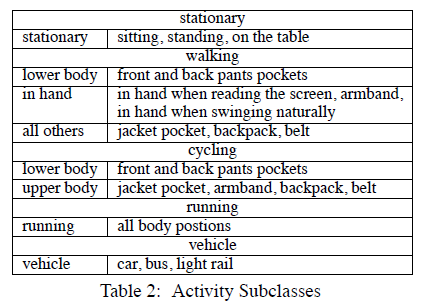 stationary
stationary sitting, standing, on the table
walking
lower body front and back pants pockets
in hand in hand when reading the screen, armband,
in hand when swinging naturally
all others jacket pocket, backpack, belt
cycling
lower body front and back pants pockets
upper body jacket pocket, armband, backpack, belt
running
running all body postions
vehicle
vehicle car, bus, light rail
Table 2: Activity Subclasses